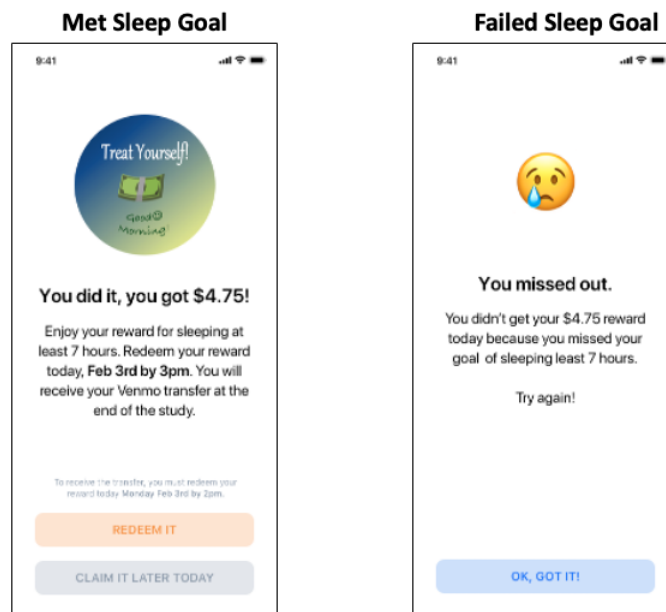 Met Sleep Goal
9:41
Treat Yourself!
Good
Morning!
You did it, you got $4.75!
Enjoy your reward for sleeping at
least 7 hours. Redeem your reward
today, Feb 3rd by 3pm. You will
receive your Venmo transfer at the
end of the study.
To receive the transfer, you must redeem your
reward today Monday Feb 3rd by 2pm.
REDEEM IT
CLAIM IT LATER TODAY
Failed Sleep Goal
9:41
You missed out.
You didn't get your $4.75 reward
today because you missed your
goal of sleeping least 7 hours.
Try again!
OK, GOT IT!